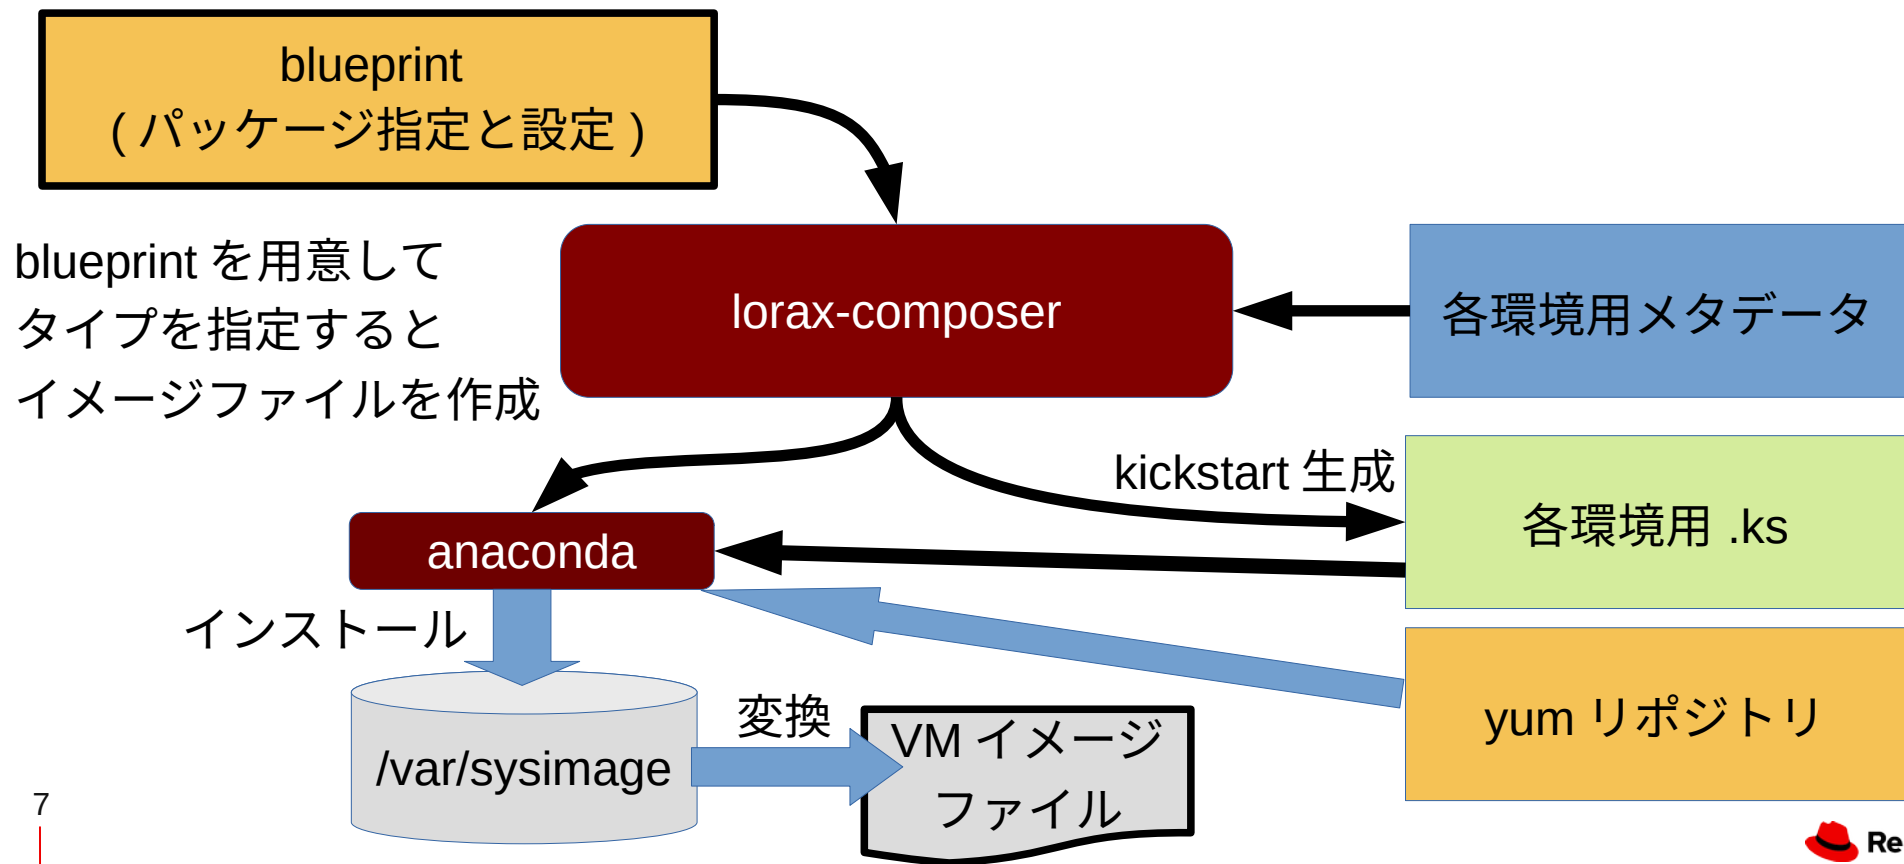 blueprint
( パッケージ指定と設定 )
blueprint を用意して
タイプを指定すると
イメージファイルを作成
lorax-composer
各環境用メタデータ
kickstart 生成
各環境用 .ks
anaconda
インストール
yum リポジトリ
/var/sysimage
変換
VM イメージ
ファイル
7
Re